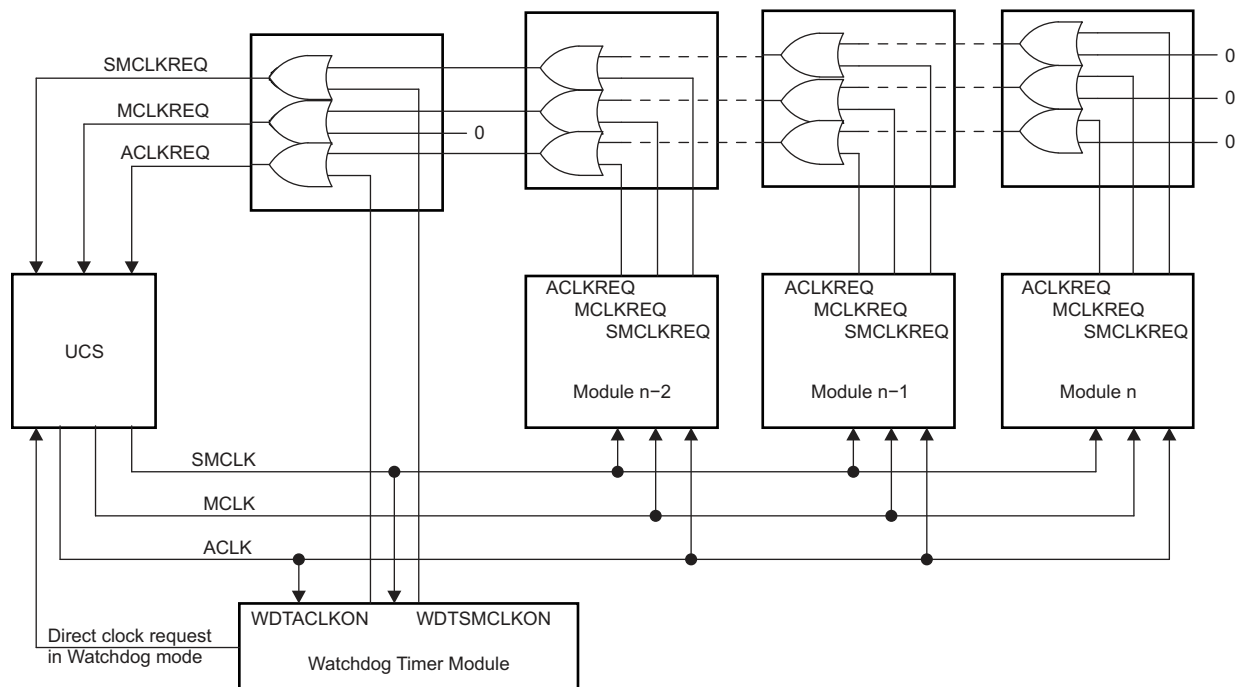 SMCLKREQ
MCLKREQ
ACLKREQ
0
0
0
0
UCS
ACLKREQ
MCLKREQ
SMCLKREQ
Module n−2
ACLKREQ
MCLKREQ
SMCLKREQ
Module n−1
ACLKREQ
MCLKREQ
SMCLKREQ
Module n
SMCLK
MCLK
ACLK
Direct clock request
in Watchdog mode
WDTACLKON
WDTSMCLKON
Watchdog Timer Module